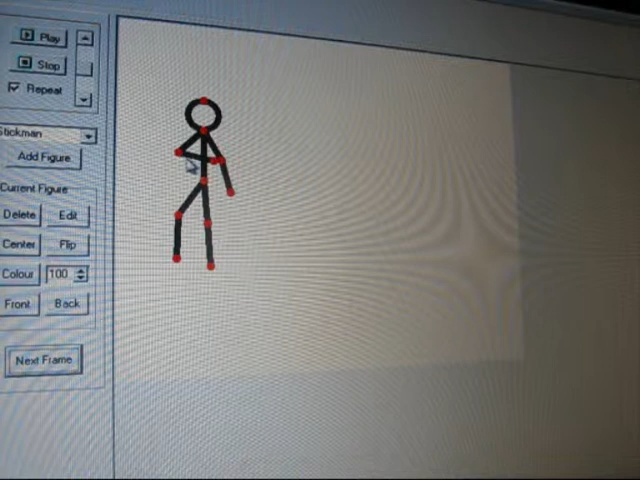 Play
Stop
Repeat
Stickman
Add Figure
Current Figure
Delete Edit
Center Flip
Colour 100
Front Back
Next Frame